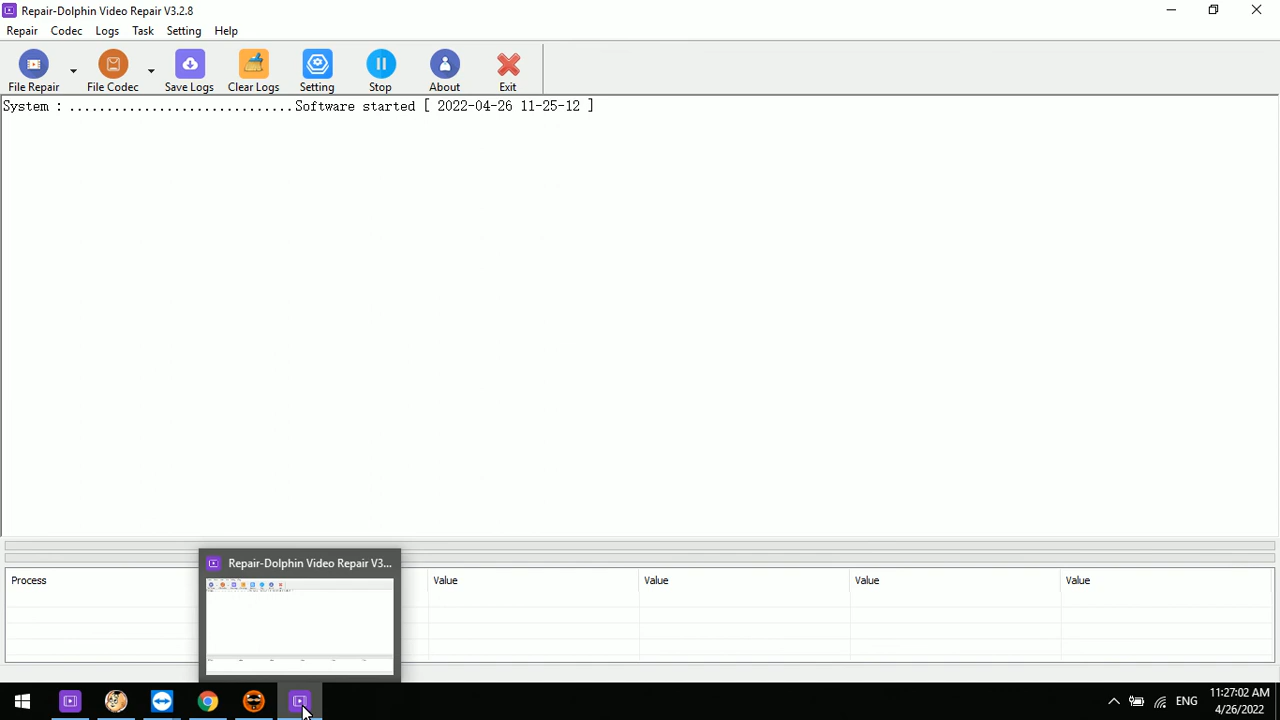 Repair-Dolphin Video Repair V3.2.8
Repair Codec Logs Task Setting Help
File Repair File Codec Save Logs Clear Logs Setting Stop About Exit
System : ..............................Software started [ 2022-04-26 11-25-12 ]
Repair-Dolphin Video Repair V3...
Process Value Value Value Value
ENG 11:27:02 AM
4/26/2022